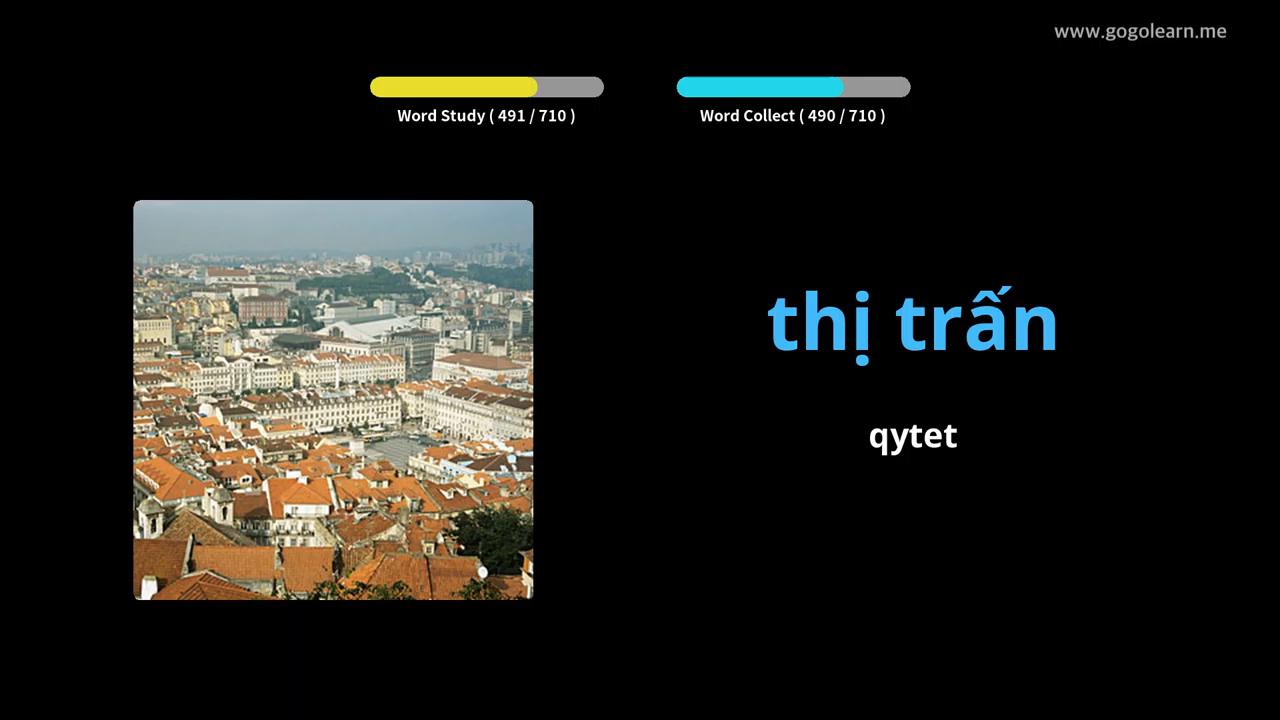 www.gogolearn.me
Word Study ( 491 / 710 )
Word Collect ( 490 / 710 )
thị trấn
qytet